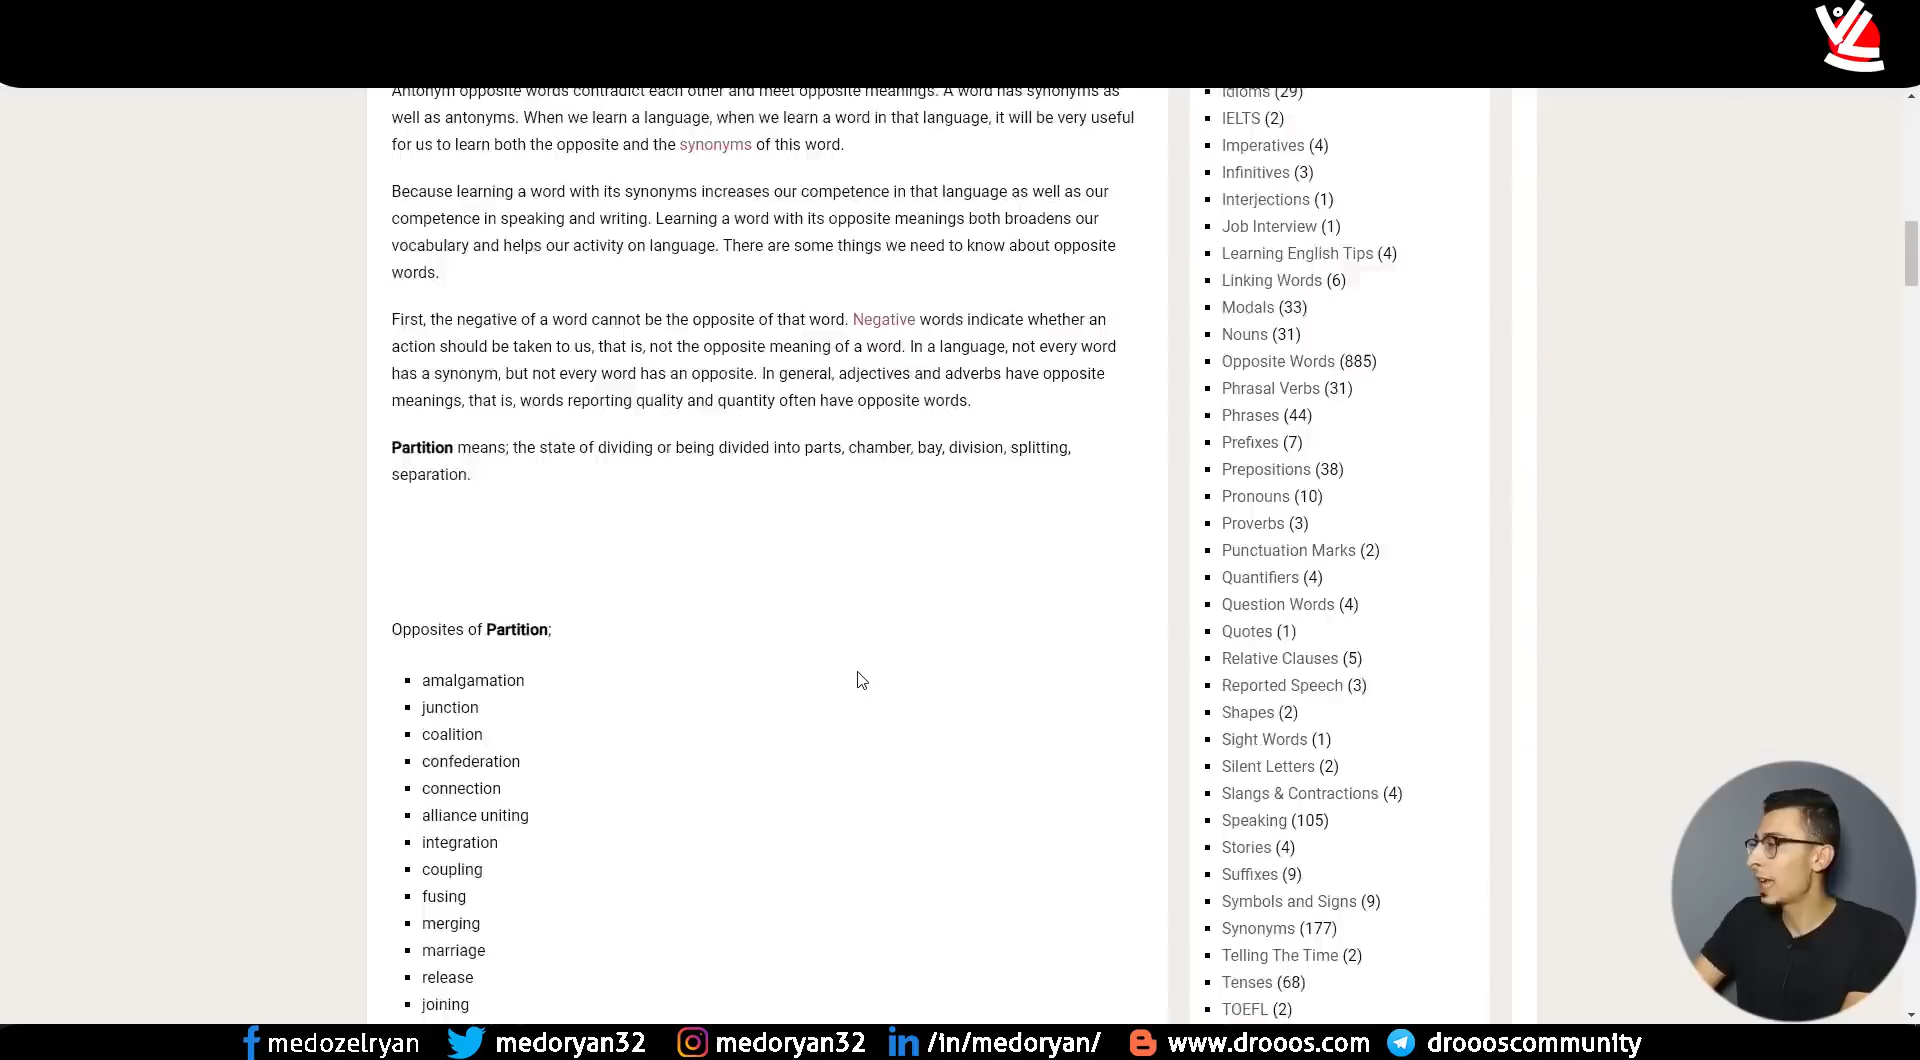 Antonym opposite words contradict each other and meet opposite meanings. A word has synonyms as
well as antonyms. When we learn a language, when we learn a word in that language, it will be very useful
for us to learn both the opposite and the synonyms of this word.
Because learning a word with its synonyms increases our competence in that language as well as our
competence in speaking and writing. Learning a word with its opposite meanings both broadens our
vocabulary and helps our activity on language. There are some things we need to know about opposite
words.
First, the negative of a word cannot be the opposite of that word. Negative words indicate whether an
action should be taken to us, that is, not the opposite meaning of a word. In a language, not every word
has a synonym, but not every word has an opposite. In general, adjectives and adverbs have opposite
meanings, that is, words reporting quality and quantity often have opposite words.
Partition means; the state of dividing or being divided into parts, chamber, bay, division, splitting,
separation.
Opposites of Partition;
amalgamation
junction
coalition
confederation
connection
alliance uniting
integration
coupling
fusing
merging
marriage
release
joining
Idioms (29)
IELTS (2)
Imperatives (4)
Infinitives (3)
Interjections (1)
Job Interview (1)
Learning English Tips (4)
Linking Words (6)
Modals (33)
Nouns (31)
Opposite Words (885)
Phrasal Verbs (31)
Phrases (44)
Prefixes (7)
Prepositions (38)
Pronouns (10)
Proverbs (3)
Punctuation Marks (2)
Quantifiers (4)
Question Words (4)
Quotes (1)
Relative Clauses (5)
Reported Speech (3)
Shapes (2)
Sight Words (1)
Silent Letters (2)
Slangs & Contractions (4)
Speaking (105)
Stories (4)
Suffixes (9)
Symbols and Signs (9)
Synonyms (177)
Telling The Time (2)
Tenses (68)
TOEFL (2)
medozelryan medoryan32 medoryan32 /in/medoryan/ www.drooos.com droooscommunity